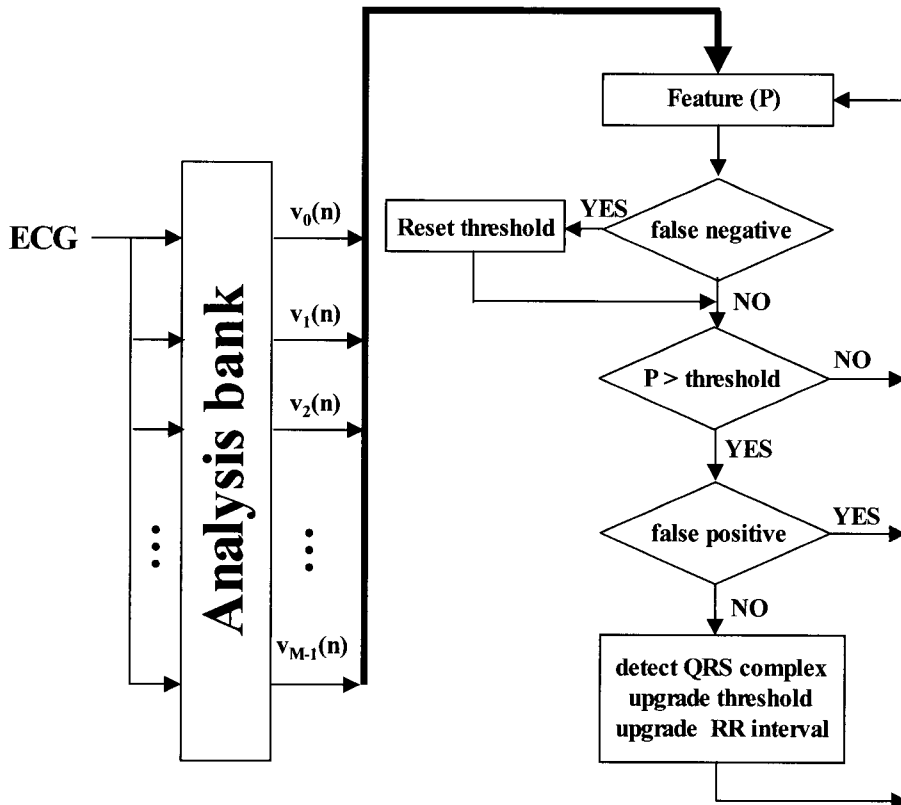 ECG
Analysis bank
v0(n)
v1(n)
v2(n)
...
...
vM-1(n)
Feature (P)
false negative
YES
Reset threshold
NO
P > threshold
NO
YES
false positive
YES
NO
detect QRS complex
upgrade threshold
upgrade RR interval